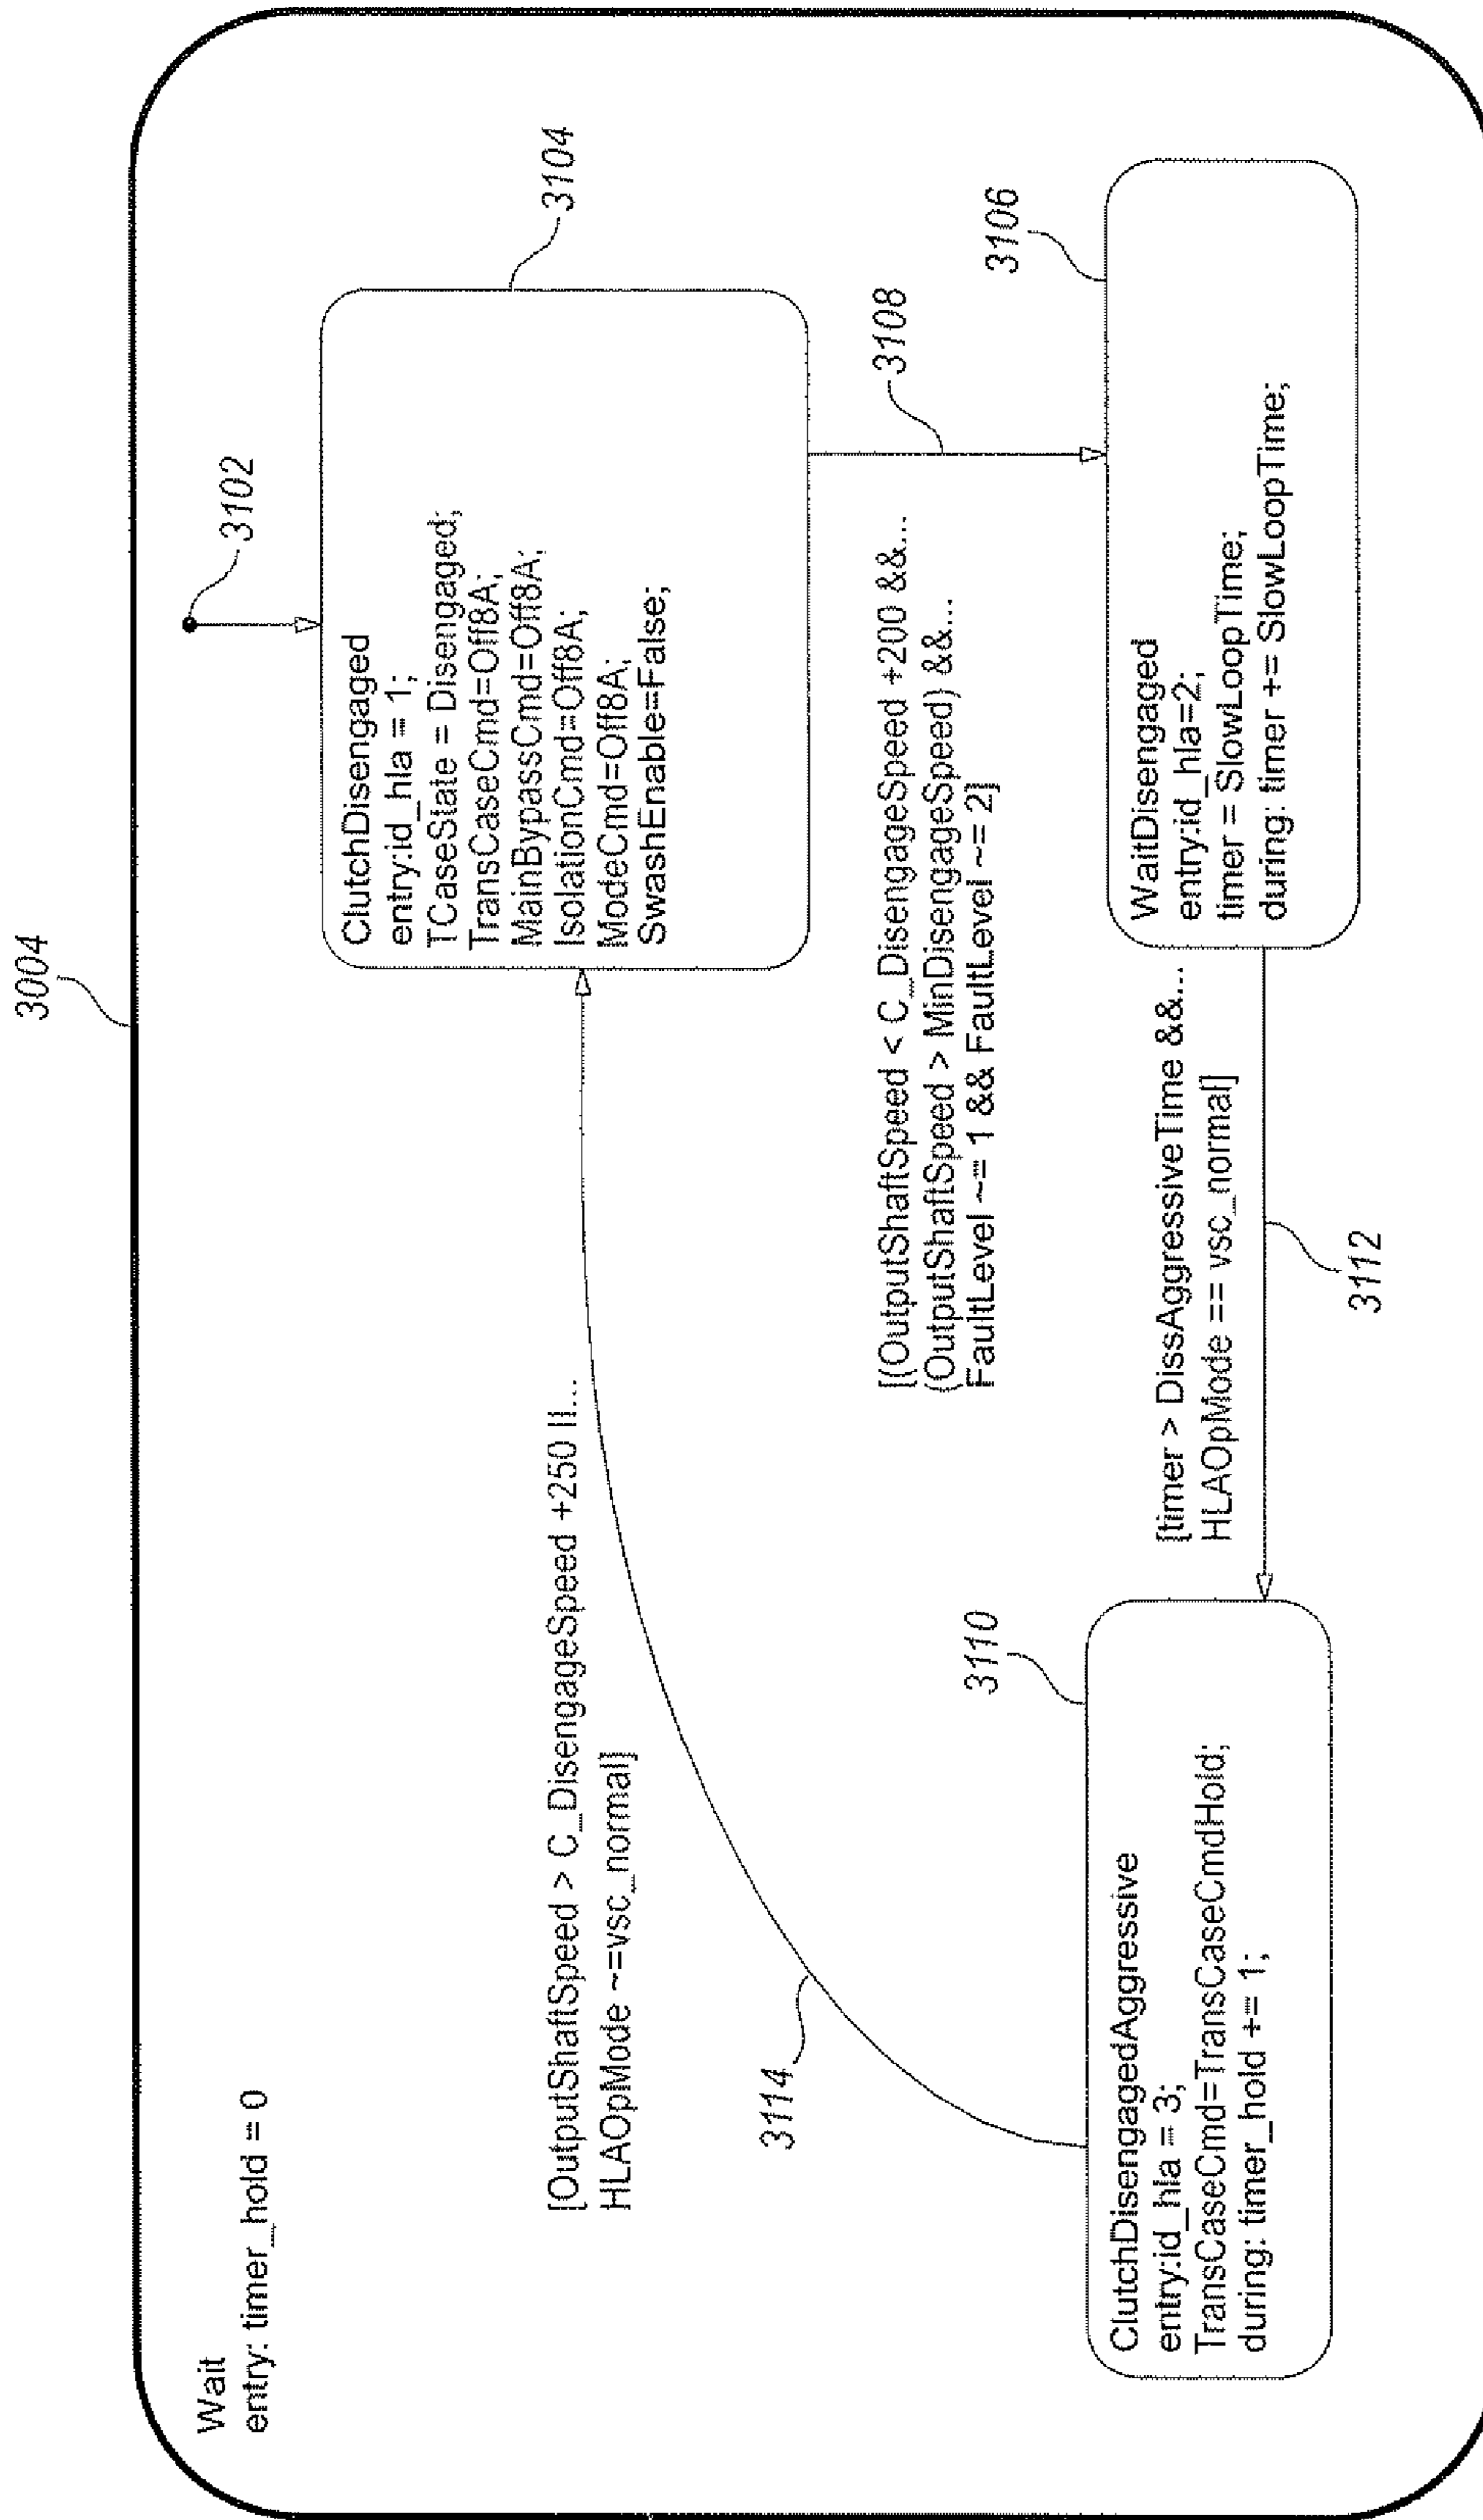 3004
Wait
entry: timer_hold = 0
3102
ClutchDisengaged
entry:id_hla = 1;
TCaseState = Disengaged;
TransCaseCmd=Off8A;
MainBypassCmd=Off8A;
IsolationCmd=Off8A;
ModeCmd=Off8A;
SwashEnable=False;
3104
[OutputShaftSpeed > C_DisengageSpeed +250 ||...
HLAOpMode ~=vsc_normal]
3114
3108
[(OutputShaftSpeed < C_DisengageSpeed +200 &&...
(OutputShaftSpeed > MinDisengageSpeed) &&...
FaultLevel ~= 1 && FaultLevel ~= 2]
3110
ClutchDisengagedAggressive
entry:id_hla = 3;
TransCaseCmd=TransCaseCmdHold;
during: timer_hold += 1;
[timer > DissAggressiveTime &&...
HLAOpMode == vsc_normal]
3112
3106
WaitDisengaged
entry:id_hla=2;
timer = SlowLoopTime;
during: timer += SlowLoopTime;